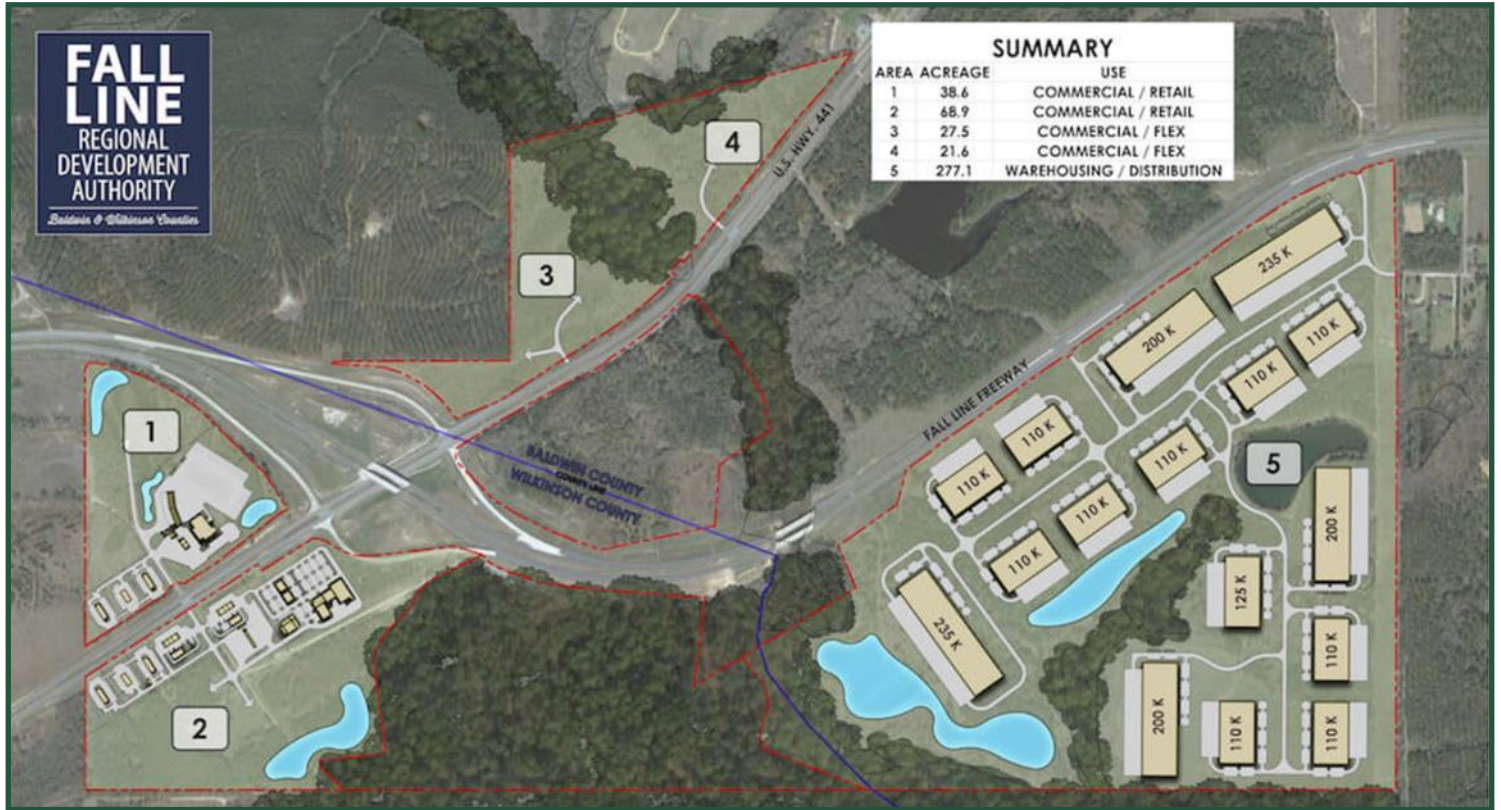 FALL
LINE
REGIONAL
DEVELOPMENT
AUTHORITY
Baldwin & Wilkinson Counties
SUMMARY
AREA ACREAGE USE
1 38.6 COMMERCIAL / RETAIL
2 68.9 COMMERCIAL / RETAIL
3 27.5 COMMERCIAL / FLEX
4 21.6 COMMERCIAL / FLEX
5 277.1 WAREHOUSING / DISTRIBUTION
4
U.S. HWY. 441
3
235 K
200 K
110 K
110 K
FALL LINE FREEWAY
1
110 K
110 K
110 K
5
BALDWIN COUNTY
COUNTY LINE
WILKINSON COUNTY
110 K
110 K
200 K
235 K
125 K
110 K
2
200 K
110 K
110 K